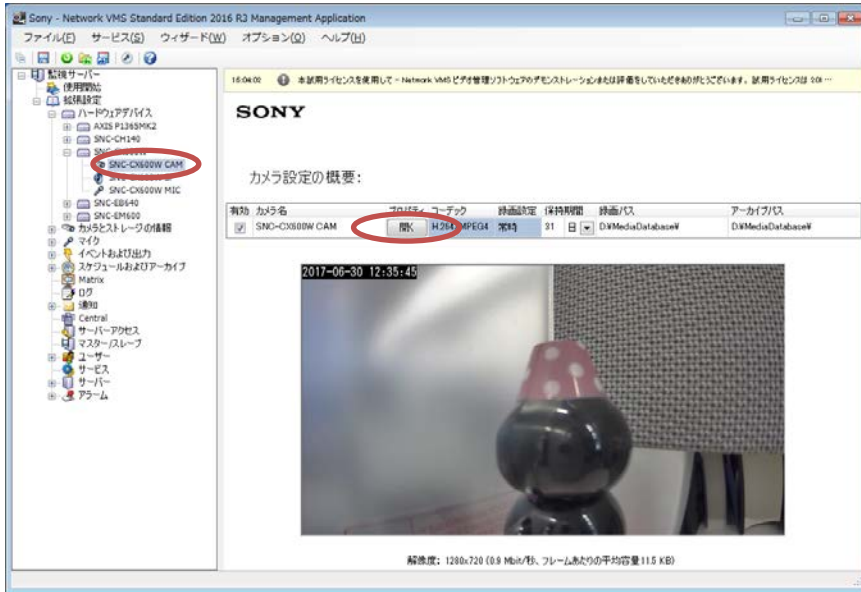 Sony - Network VMS Standard Edition 2016 R3 Management Application
ファイル(F) サービス(S) ウィザード(W) オプション(O) ヘルプ(H)
監視サーバー
使用開始
拡張設定
ハードウェアデバイス
AXIS P1365MK2
SNC-CH140
SNC-CX600W CAM
SNC-CX600W MIC
SNC-EB640
SNC-EM600
カメラとストレージの情報
マイク
イベントおよび出力
スケジュールおよびアーカイブ
Matrix
ログ
通知
Central
サーバーアクセス
マスター/スレーブ
ユーザー
サービス
サーバー
アラーム
16:04:02 本試用ライセンスを使用して - Network VMS ビデオ管理ソフトウェアのデモンストレーションまたは評価をしていただきありがとうございます。試用ライセンスは
SONY
カメラ設定の概要:
有効 カメラ名 プロパティ コーデック 録画設定 保持期間 録画パス アーカイブパス
SNC-CX600W CAM 開く H.264 MPEG4 常時 31 日 D:¥MediaDatabase¥ D:¥MediaDatabase¥
2017-06-30 12:35:45
解像度: 1280x720 (0.9 Mbit/秒、フレームあたりの平均容量11.5 KB)